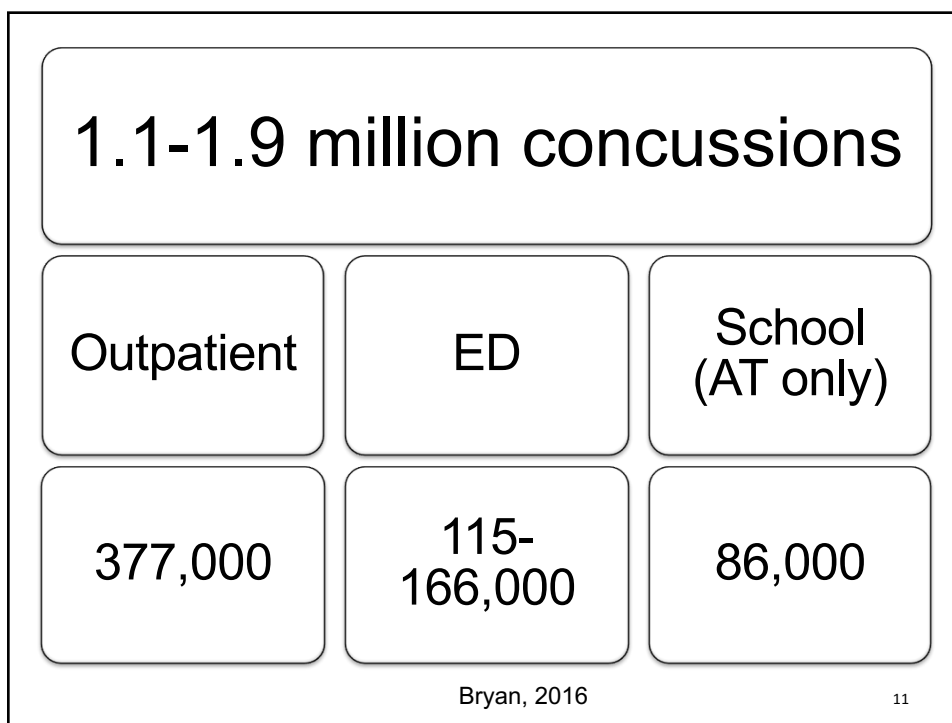 1.1-1.9 million concussions
Outpatient
ED
School
(AT only)
377,000
115-
166,000
86,000
Bryan, 2016
11